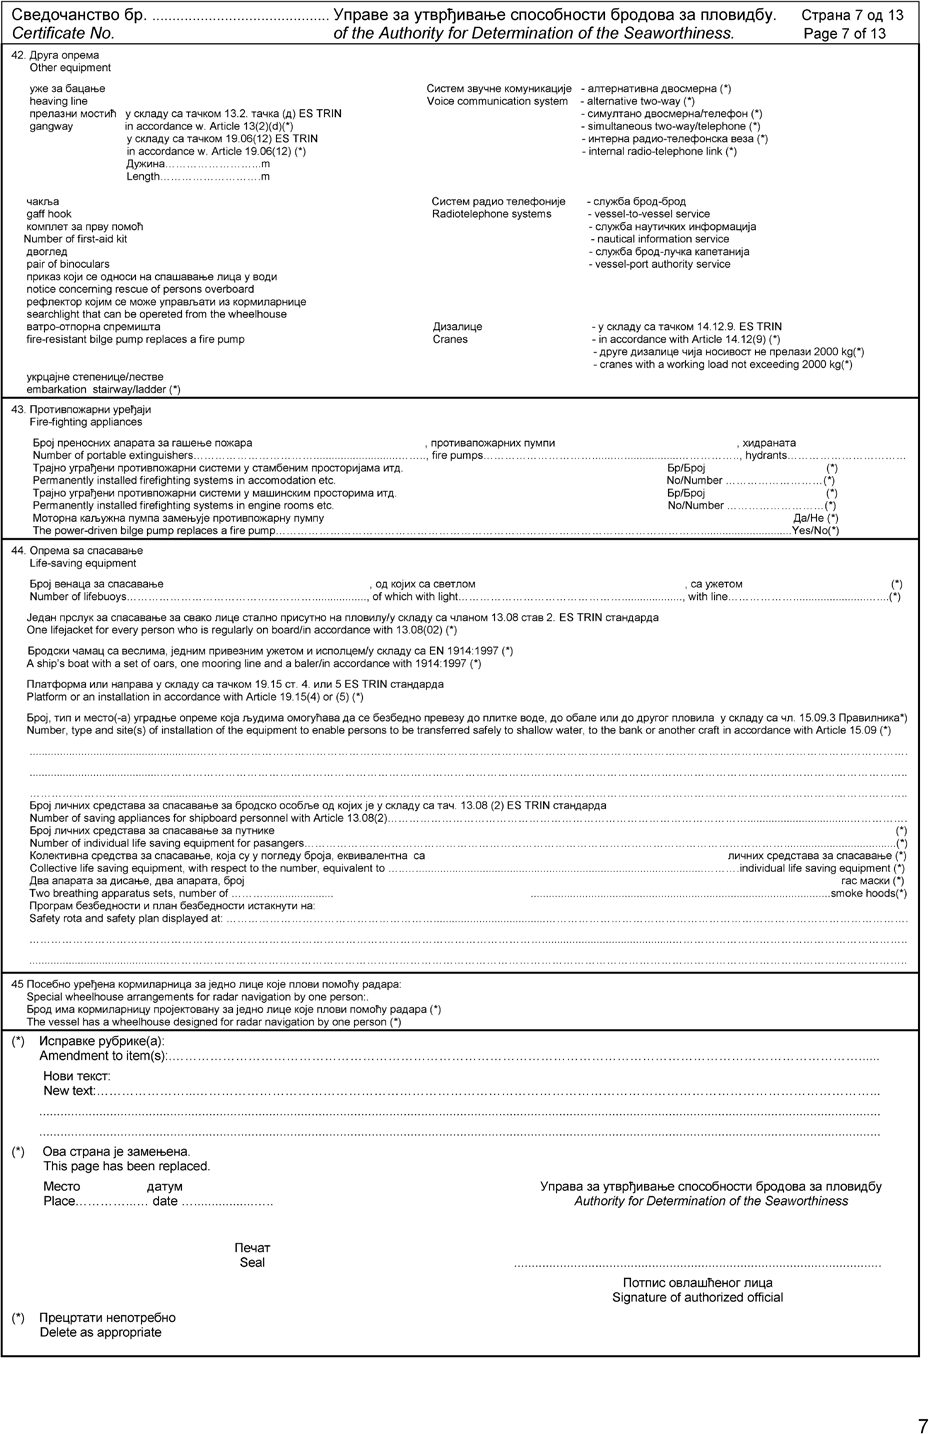 Сведочанство бр. .......................................... Управе за утврђивање способности бродова за пловидбу. Страна 7 од 13
Certificate No. of the Authority for Determination of the Seaworthiness. Page 7 of 13
42. Друга опрема
Other equipment
уже за бацање Систем звучне комуникације - алтернативна двосмерна (*)
heaving line Voice communication system - alternative two-way (*)
прелазни мостић у складу са тачком 13.2. тачка (д) ES TRIN - симултано двосмерна/телефон (*)
gangway in accordance w. Article 13(2)(d)(*) - simultaneous two-way/telephone (*)
у складу са тачком 19.06(12) ES TRIN - интерна радио-телефонска веза (*)
in accordance w. Article 19.06(12) (*) - internal radio-telephone link (*)
Дужина……………………...m
Length……………………….m
чакља Систем радио телефоније - служба брод-брод
gaff hook Radiotelephone systems - vessel-to-vessel service
комплет за прву помоћ - служба наутичких информација
Number of first-aid kit - nautical information service
двоглед - служба брод-лучка капетанија
pair of binoculars - vessel-port authority service
приказ који се односи на спашавање лица у води
notice concerning rescue of persons overboard
рефлектор којим се може управљати из кормиларнице
searchlight that can be opereted from the wheelhouse
ватро-отпорна спремишта Дизалице - у складу са тачком 14.12.9. ES TRIN
fire-resistant bilge pump replaces a fire pump Cranes - in accordance with Article 14.12(9) (*)
- друге дизалице чија носивост не прелази 2000 kg(*)
- cranes with a working load not exceeding 2000 kg(*)
укрцајне степенице/лестве
embarkation stairway/ladder (*)
43. Противпожарни уређаји
Fire-fighting appliances
Број преносних апарата за гашење пожара , противапожарних пумпи , хидраната
Number of portable extinguishers…………………………………………………….., fire pumps……………………………………………………, hydrants…………………………
Трајно уграђени противпожарни системи у стамбеним просторијама итд. Бр/Број (*)
Permanently installed firefighting systems in accomodation etc. No/Number ………………………(*)
Трајно уграђени противпожарни системи у машинским просторима итд. Бр/Број (*)
Permanently installed firefighting systems in engine rooms etc. No/Number ………………………(*)
Моторна каљужна пумпа замењује противпожарну пумпу Да/Не (*)
The power-driven bilge pump replaces a fire pump………………………………………………………………………………………...........................Yes/No(*)
44. Опрема ѕа спасавање
Life-saving equipment
Број венаца за спасавање , од којих са светлом , са ужетом (*)
Number of lifebuoys……………………………………………..................., of which with light…………………………………..................., with line……………….....................……..(*)
Један прслук за спасавање за свако лице стално присутно на пловилу/у складу са чланом 13.08 став 2. ES TRIN стандарда
One lifejacket for every person who is regularly on board/in accordance with 13.08(02) (*)
Бродски чамац са веслима, једним привезним ужетом и исполцем/у складу са EN 1914:1997 (*)
A ship's boat with a set of oars, one mooring line and a baler/in accordance with 1914:1997 (*)
Платформа или направа у складу са тачком 19.15 ст. 4. или 5 ES TRIN стандарда
Platform or an installation in accordance with Article 19.15(4) or (5) (*)
Број, тип и место(-а) уградње опреме која људима омогућава да се безбедно превезу до плитке воде, до обале или до другог пловила у складу са чл. 15.09.3 Правилника*)
Number, type and site(s) of installation of the equipment to enable persons to be transferred safely to shallow water, to the bank or another craft in accordance with Article 15.09 (*)
………………………………………………………………………………………………………………………………
………………………………………………………………………………………………………………………………
………………………………………………………………………………………………………………………………
Број личних средстава за спасавање за бродско особље од којих је у складу са тач. 13.08 (2) ES TRIN стандарда
Number of saving appliances for shipboard personnel with Article 13.08(2)………………………………………………………………………………
Број личних средстава за спасавање за путнике (*)
Number of individual life saving equipment for pasangers………………………………………………………………………………………………(*)
Колективна средства за спасавање, која су у погледу броја, еквивалентна са личних средстава за спасавање (*)
Collective life saving equipment, with respect to the number, equivalent to ………………………………………………………individual life saving equipment (*)
Два апарата за дисање, два апарата, број гас маски (*)
Two breathing apparatus sets, number of ………......................... ....................................................................................smoke hoods(*)
Програм безбедности и план безбедности истакнути на:
Safety rota and safety plan displayed at: ………………………………………………………………………………………………………
………………………………………………………………………………………………………………………………
………………………………………………………………………………………………………………………………
45 Посебно уређена кормиларница за једно лице које плови помоћу радара:
Special wheelhouse arrangements for radar navigation by one person:.
Брод има кормиларницу пројектовану за једно лице које плови помоћу радара (*)
The vessel has a wheelhouse designed for radar navigation by one person (*)
(*) Исправке рубрике(а):
Amendment to item(s):………………………………………………………………………………………………………
Нови текст:
New text:…………………………………………………………………………………………………………………
................................................................................................................................................
................................................................................................................................................
(*) Ова страна је замењена.
This page has been replaced.
Место датум Управа за утврђивање способности бродова за пловидбу
Place……………… date …..................….. Authority for Determination of the Seaworthiness
Печат
Seal ..........................................................................................
Потпис овлашћеног лица
Signature of authorized official
(*) Прецртати непотребно
Delete as appropriate
7